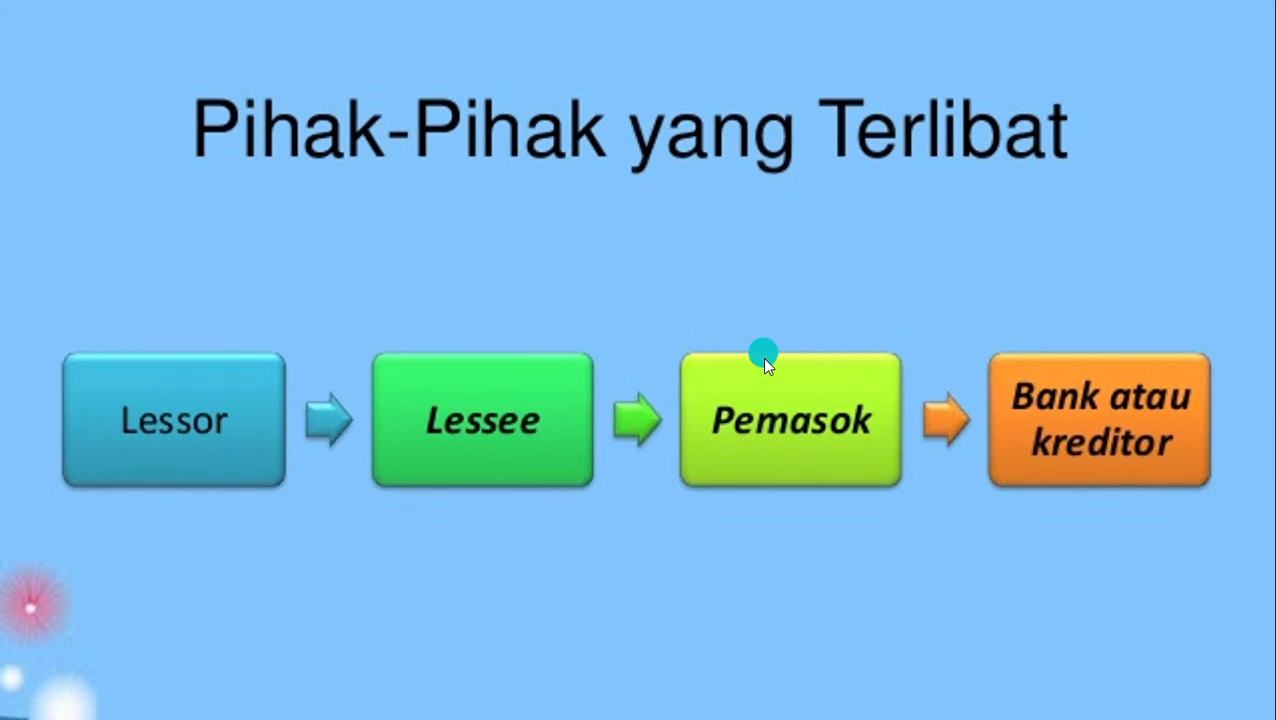 Pihak-Pihak yang Terlibat
Lessor
Lessee
Pemasok
Bank atau
kreditor